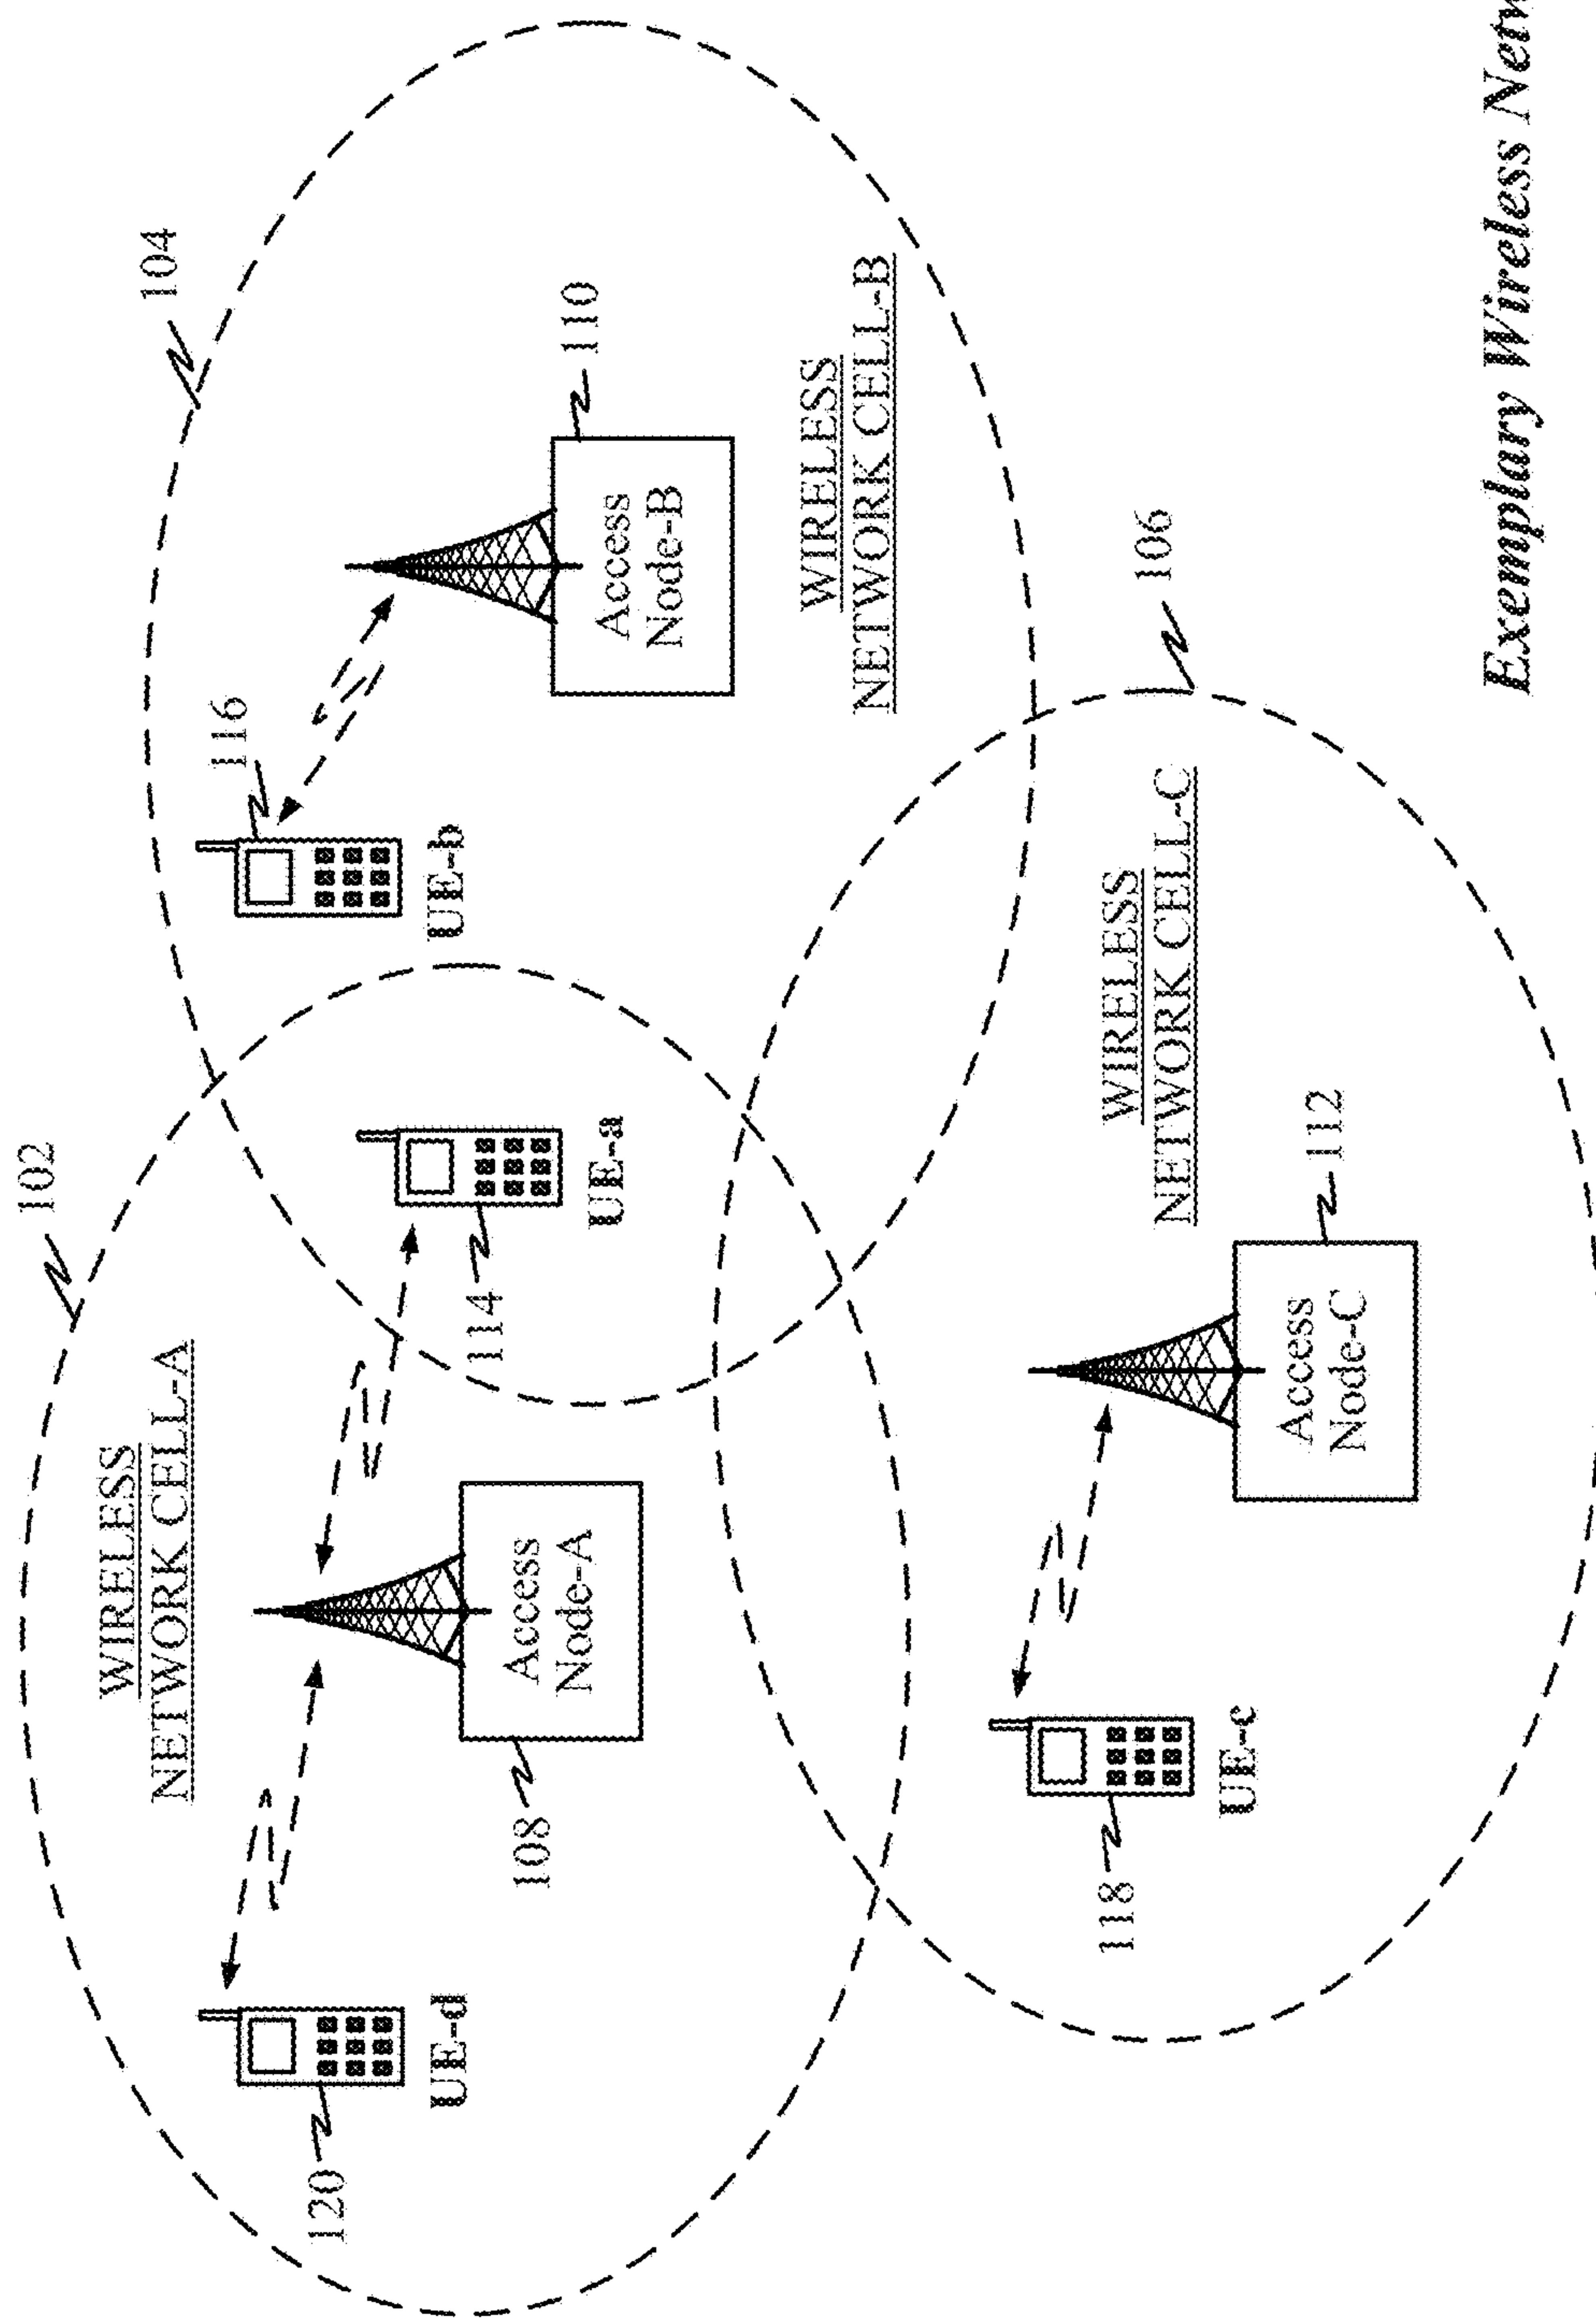 102
WIRELESS
NETWORK CELL-A
120
UE-d
108
Access
Node-A
114
UE-a
104
116
UE-b
110
Access
Node-B
WIRELESS
NETWORK CELL-B
106
WIRELESS
NETWORK CELL-C
118
UE-c
112
Access
Node-C
Exemplary Wireless